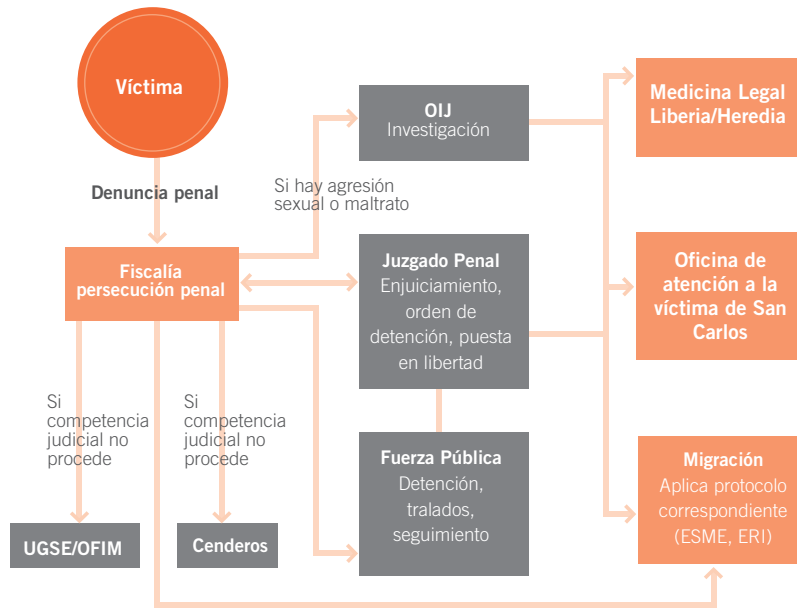 Víctima
Denuncia penal
Fiscalía
persecución penal
Si hay agresión
sexual o maltrato
OIJ
Investigación
Juzgado Penal
Enjuiciamiento,
orden de
detención, puesta
en libertad
Fuerza Pública
Detención,
tralados,
seguimiento
Medicina Legal
Liberia/Heredia
Oficina de
atención a la
víctima de San
Carlos
Migración
Aplica protocolo
correspondiente
(ESME, ERI)
Si
competencia
judicial no
procede
Si
competencia
judicial no
procede
UGSE/OFIM
Cenderos